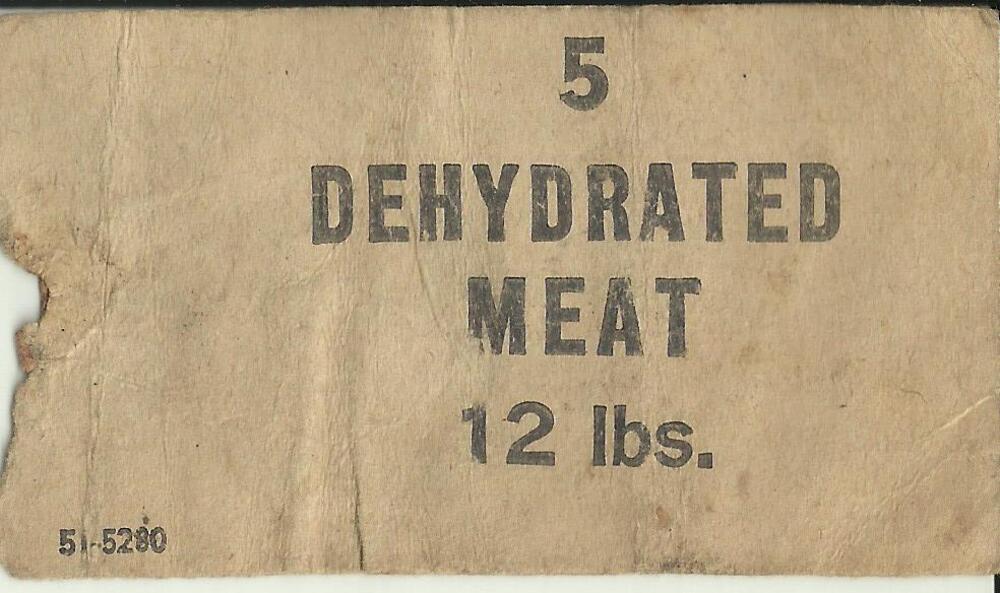 5
DEHYDRATED
MEAT
12 lbs.
51-5280